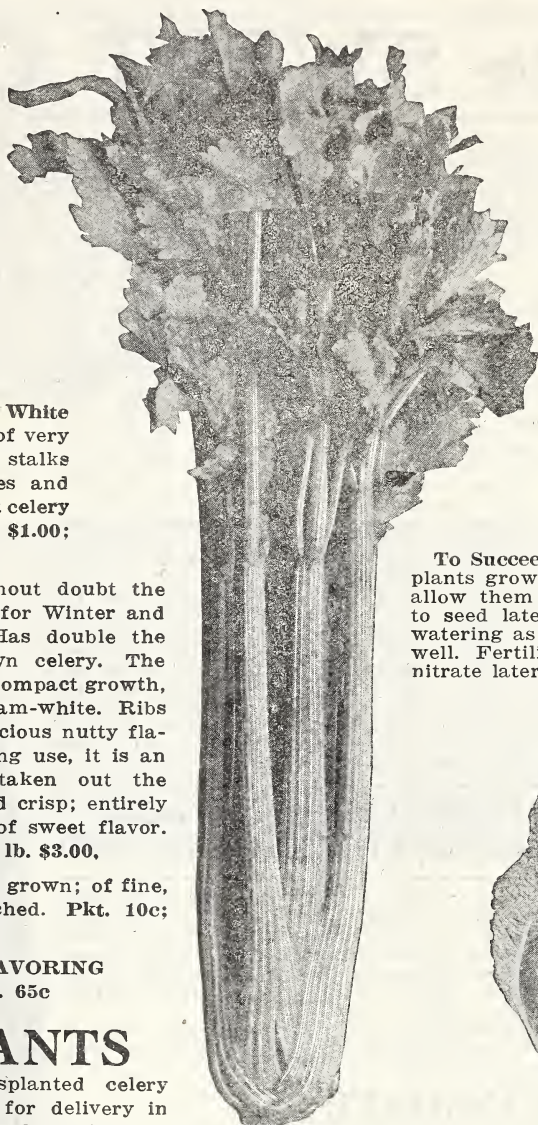 White
of very
stalks
es and
celery
$1.00;
hout doubt the
for Winter and
Has double the
wn celery. The
ompact growth,
am-white. Ribs
cious nutty fla-
ng use, it is an
taken out the
d crisp; entirely
of sweet flavor.
lb. $3.00,
grown; of fine,
ched. Pkt. 10c;
AVORING
. 65c
ANTS
splanted celery
for delivery in
To Succee
plants grow
allow them
to seed late
watering as
well. Fertili
nitrate later